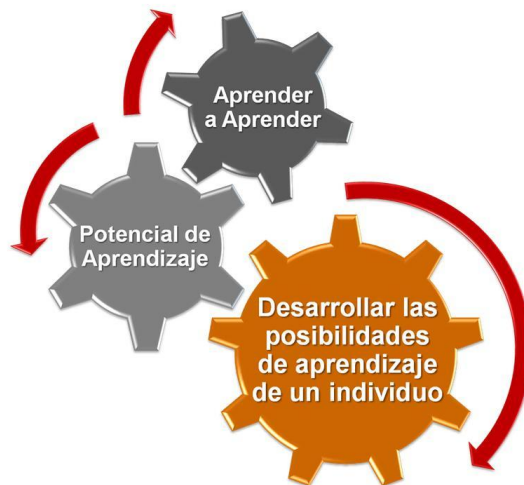 Aprender
a Aprender
Potencial de
Aprendizaje
Desarrollar las
posibilidades
de aprendizaje
de un individuo